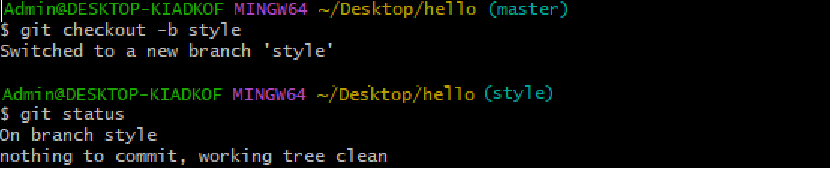 Admin@DESKTOP-KIADKOF MINGW64 ~/Desktop/hello (master)
$ git checkout -b style
Switched to a new branch 'style'
Admin@DESKTOP-KIADKOF MINGW64 ~/Desktop/hello (style)
$ git status
On branch style
nothing to commit, working tree clean